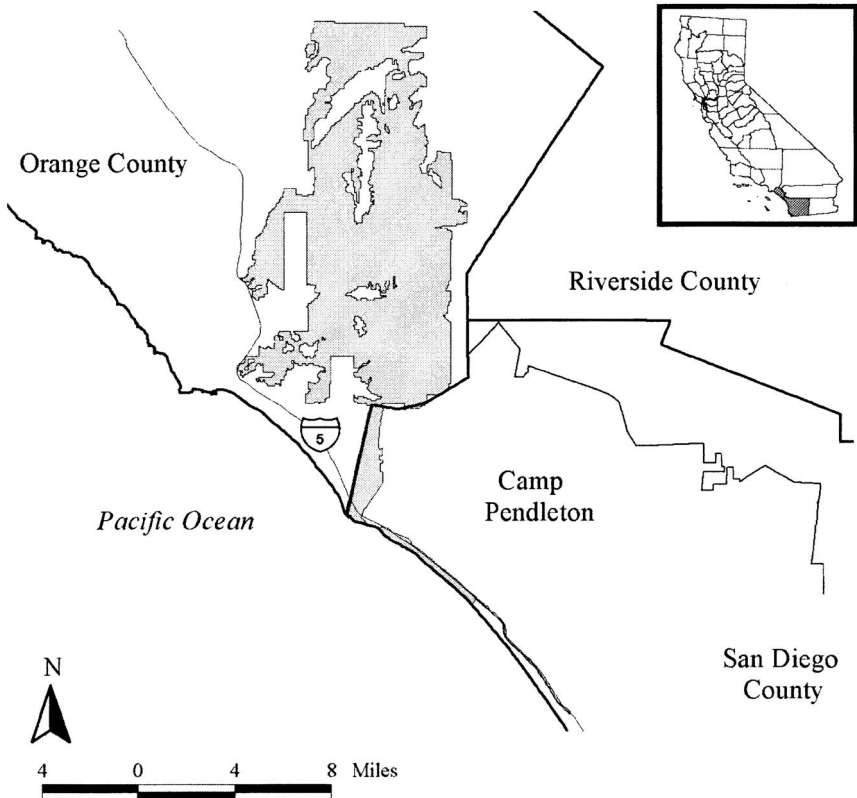 Orange County
Riverside County
5
Camp
Pendleton
Pacific Ocean
San Diego
County
N
4 0 4 8 Miles